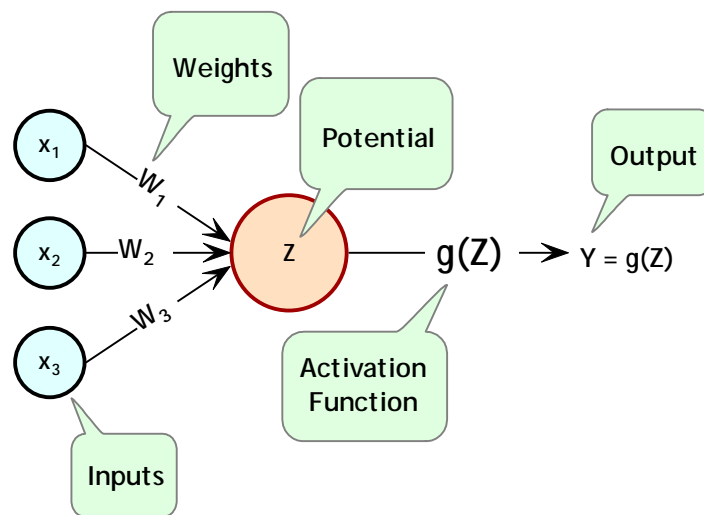 Weights
Potential
Output
x₁
W₁
x₂
W₂
z
g(Z)
Y = g(Z)
W₃
x₃
Activation
Function
Inputs